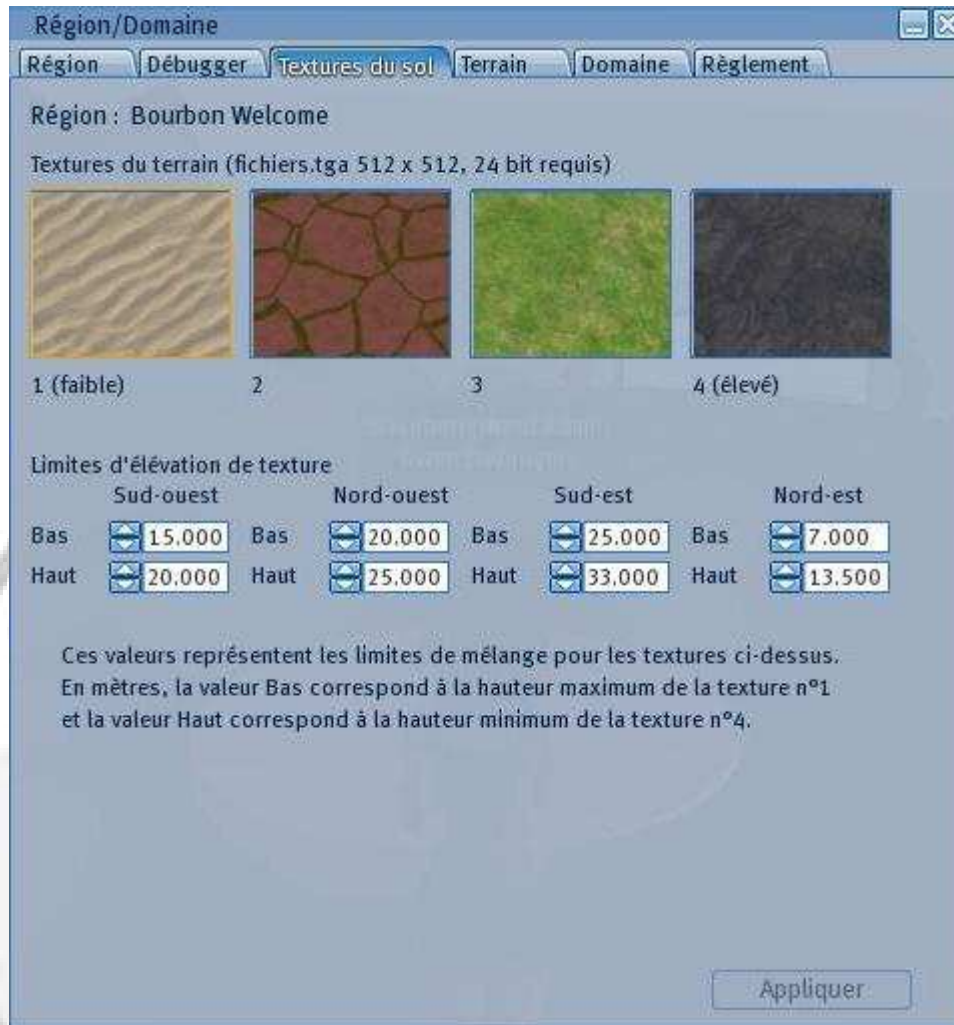 Région/Domaine
Région Débugger Textures du sol Terrain Domaine Règlement
Région : Bourbon Welcome
Textures du terrain (fichiers.tga 512 x 512, 24 bit requis)
1 (faible) 2 3 4 (élevé)
Limites d'élévation de texture
Sud-ouest Nord-ouest Sud-est Nord-est
Bas 15.000 Bas 20.000 Bas 25.000 Bas 7.000
Haut 20.000 Haut 25.000 Haut 33.000 Haut 13.500
Ces valeurs représentent les limites de mélange pour les textures ci-dessus.
En mètres, la valeur Bas correspond à la hauteur maximum de la texture n°1
et la valeur Haut correspond à la hauteur minimum de la texture n°4.
Appliquer